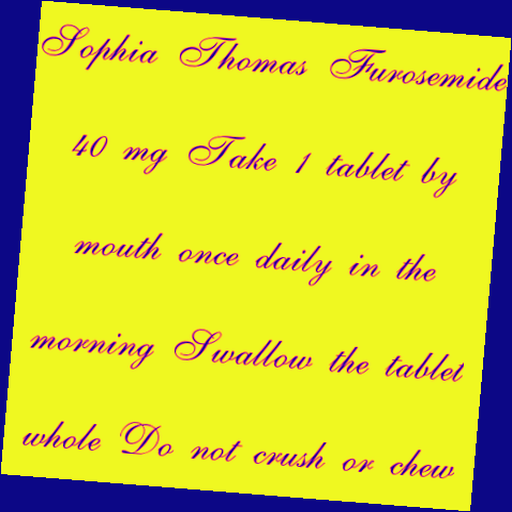 Sophia Thomas Furosemide
40 mg Take 1 tablet by
mouth once daily in the
morning Swallow the tablet
whole Do not crush or chew